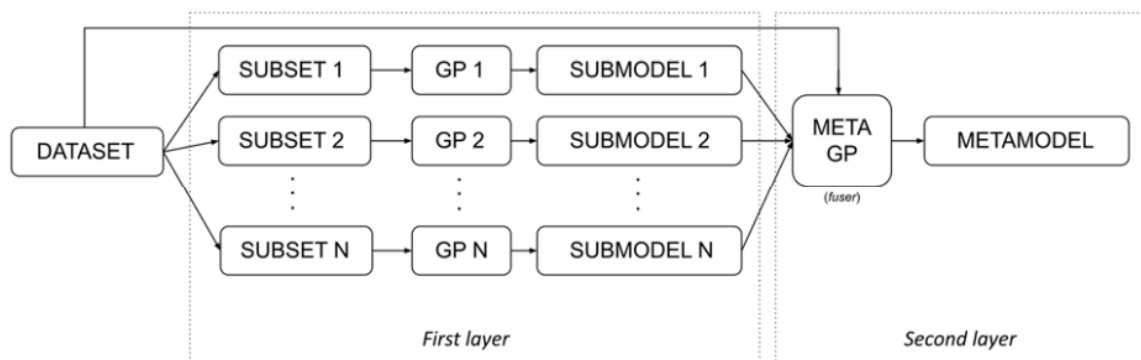 SUBSET 1
GP 1
SUBMODEL 1
DATASET
SUBSET 2
GP 2
SUBMODEL 2
META
GP
(fuser)
METAMODEL
SUBSET N
GP N
SUBMODEL N
First layer
Second layer